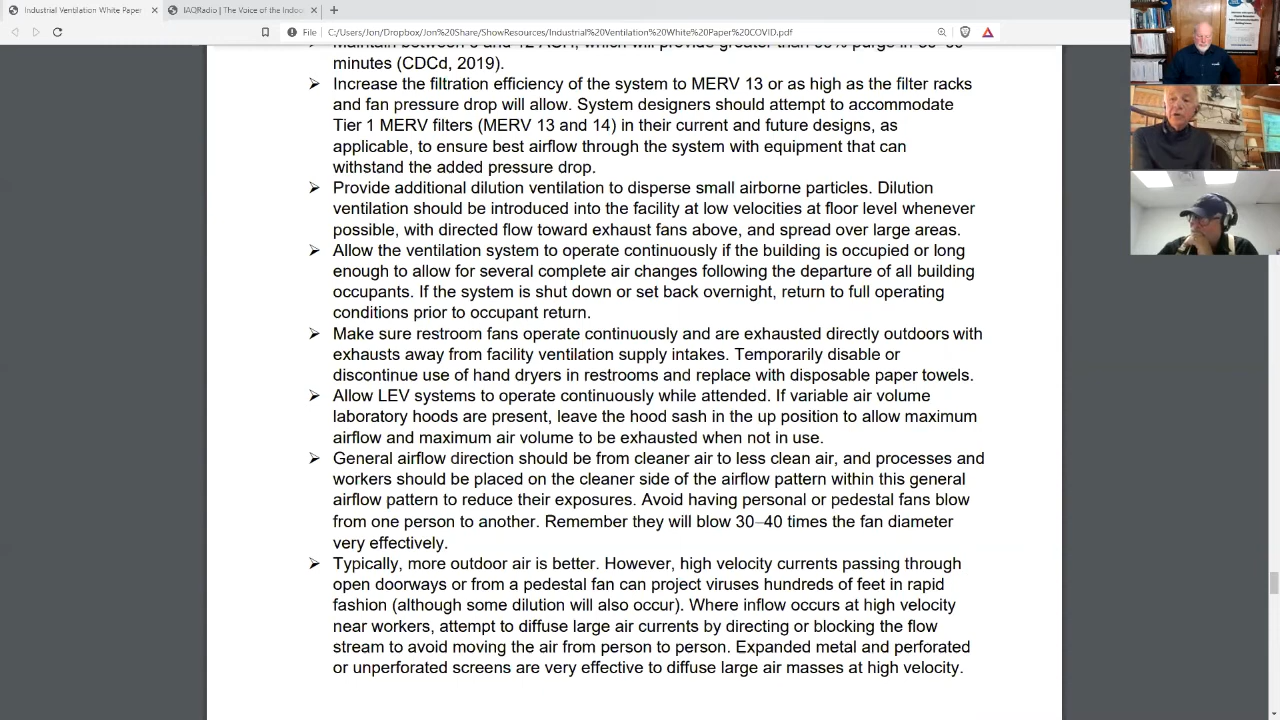 Industrial Ventilation White Paper
IAQRadio | The Voice of the Indoo
File
C:/Users/Jon/Dropbox/Jon%20Share/ShowResources/Industrial%20Ventilation%20White%20Paper%20COVID.pdf
minutes (CDCd, 2019).
➢ Increase the filtration efficiency of the system to MERV 13 or as high as the filter racks
and fan pressure drop will allow. System designers should attempt to accommodate
Tier 1 MERV filters (MERV 13 and 14) in their current and future designs, as
applicable, to ensure best airflow through the system with equipment that can
withstand the added pressure drop.
➢ Provide additional dilution ventilation to disperse small airborne particles. Dilution
ventilation should be introduced into the facility at low velocities at floor level whenever
possible, with directed flow toward exhaust fans above, and spread over large areas.
➢ Allow the ventilation system to operate continuously if the building is occupied or long
enough to allow for several complete air changes following the departure of all building
occupants. If the system is shut down or set back overnight, return to full operating
conditions prior to occupant return.
➢ Make sure restroom fans operate continuously and are exhausted directly outdoors with
exhausts away from facility ventilation supply intakes. Temporarily disable or
discontinue use of hand dryers in restrooms and replace with disposable paper towels.
➢ Allow LEV systems to operate continuously while attended. If variable air volume
laboratory hoods are present, leave the hood sash in the up position to allow maximum
airflow and maximum air volume to be exhausted when not in use.
➢ General airflow direction should be from cleaner air to less clean air, and processes and
workers should be placed on the cleaner side of the airflow pattern within this general
airflow pattern to reduce their exposures. Avoid having personal or pedestal fans blow
from one person to another. Remember they will blow 30–40 times the fan diameter
very effectively.
➢ Typically, more outdoor air is better. However, high velocity currents passing through
open doorways or from a pedestal fan can project viruses hundreds of feet in rapid
fashion (although some dilution will also occur). Where inflow occurs at high velocity
near workers, attempt to diffuse large air currents by directing or blocking the flow
stream to avoid moving the air from person to person. Expanded metal and perforated
or unperforated screens are very effective to diffuse large air masses at high velocity.